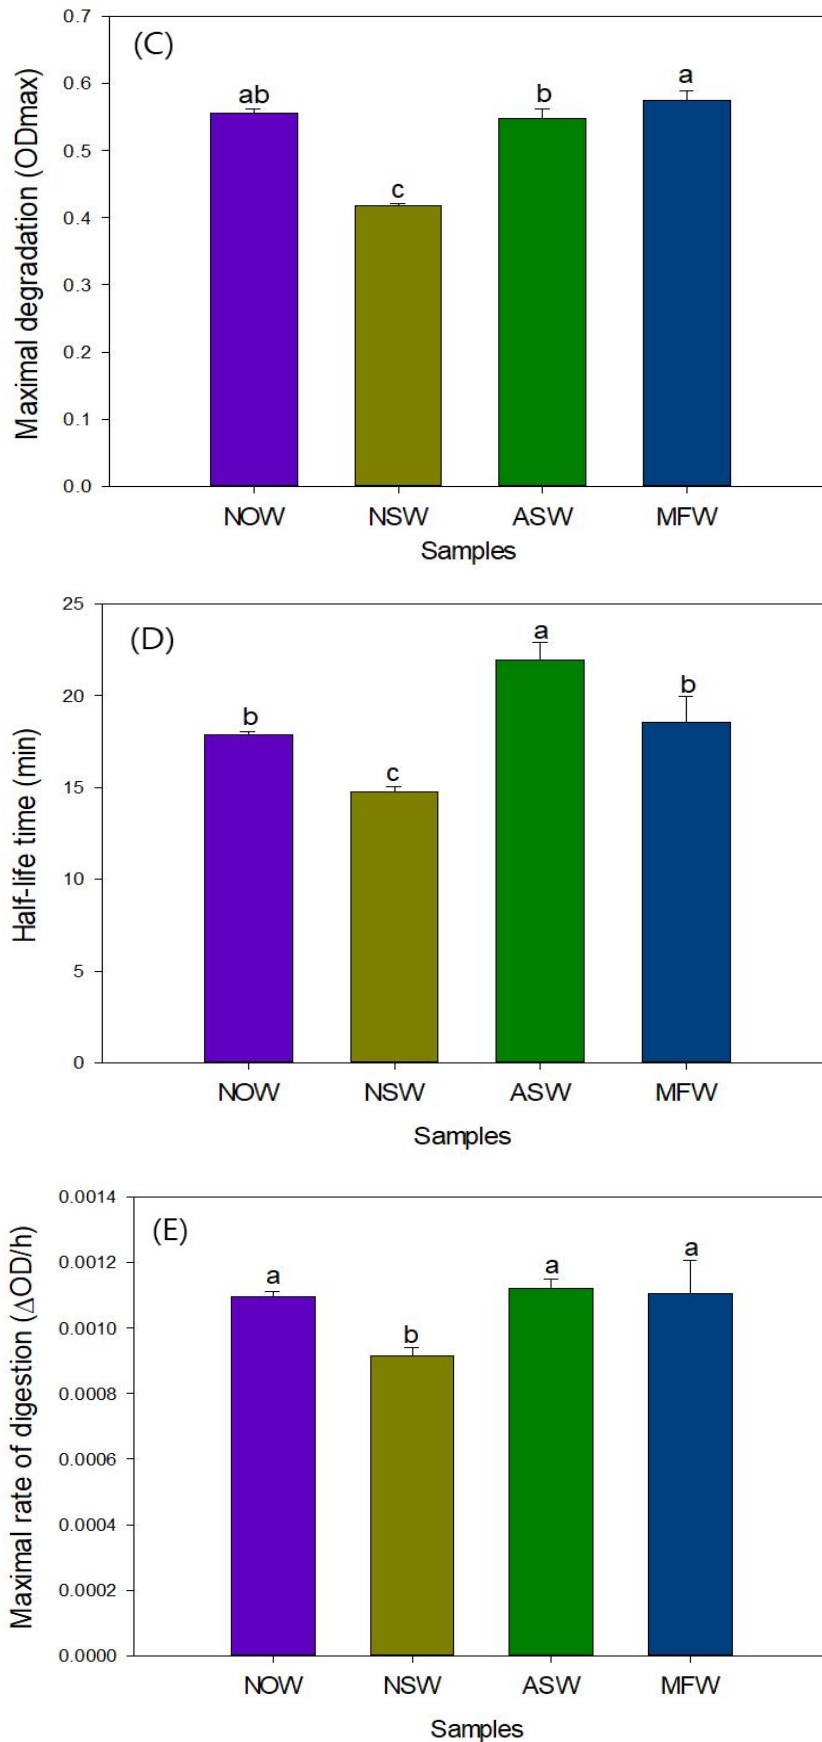 (C)
Maximal degradation (ODmax)
0.7
0.6
0.5
0.4
0.3
0.2
0.1
0.0
ab
c
b
a
NOW NSW ASW MFW
Samples
(D)
Half-life time (min)
25
20
15
10
5
0
b
c
a
b
NOW NSW ASW MFW
Samples
(E)
Maximal rate of digestion (ΔOD/h)
0.0014
0.0012
0.0010
0.0008
0.0006
0.0004
0.0002
0.0000
a
b
a
a
NOW NSW ASW MFW
Samples